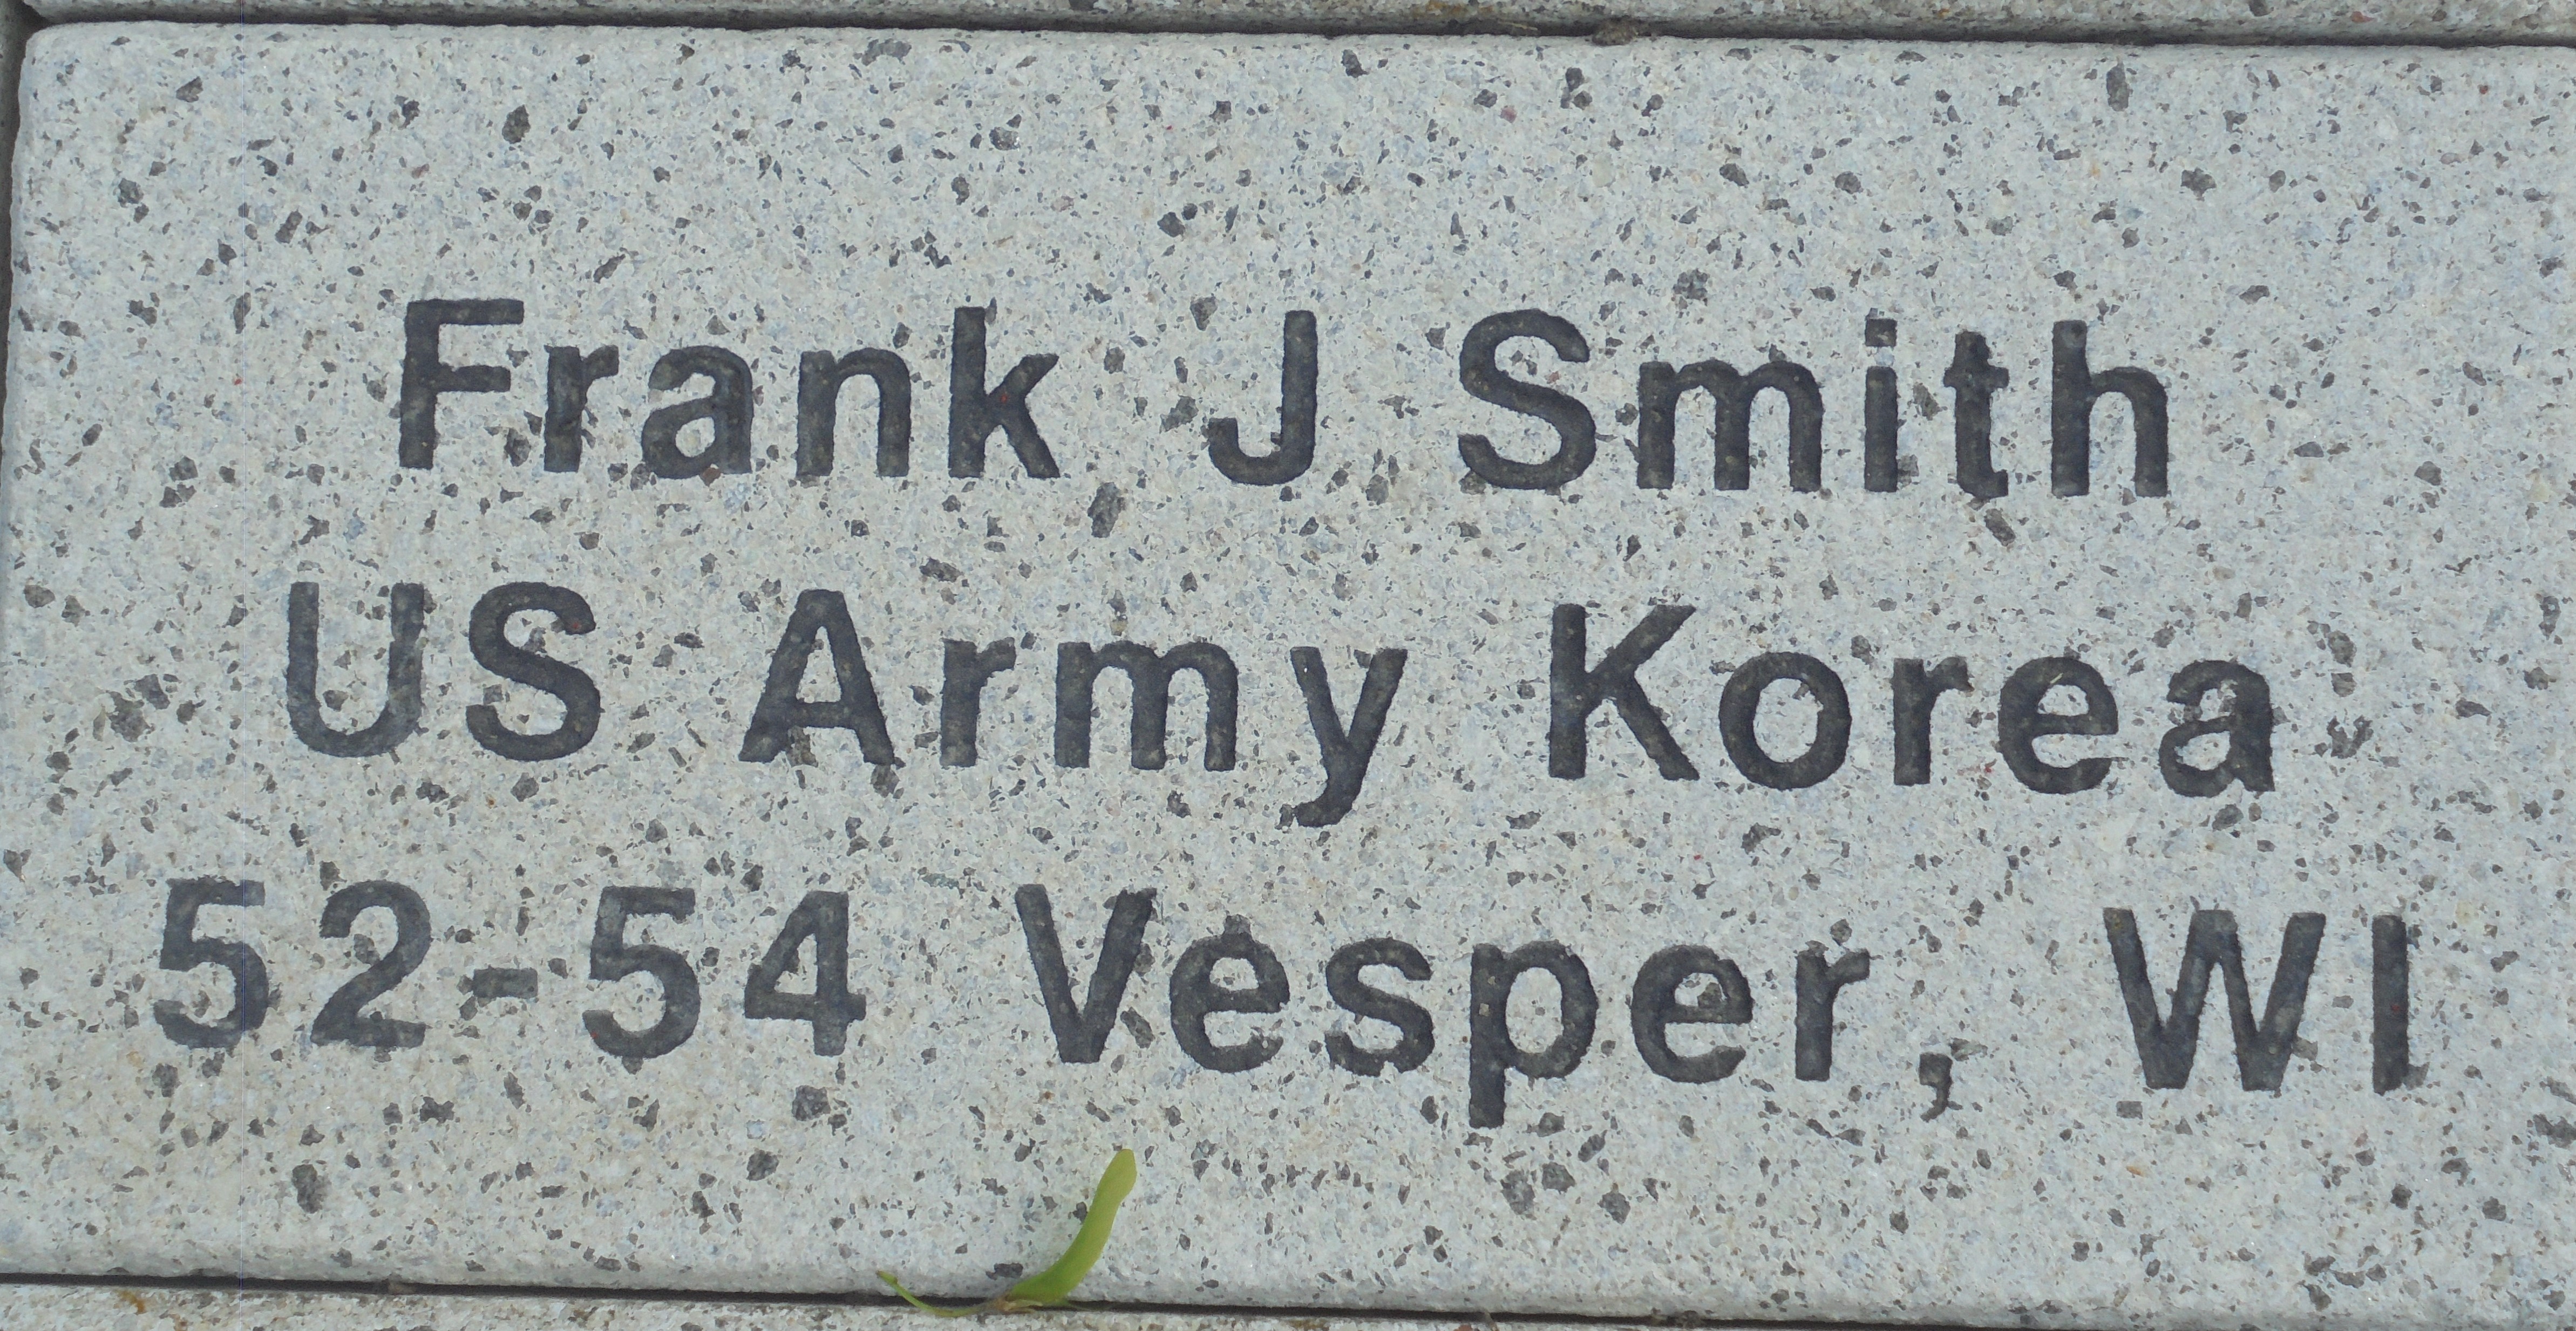 Frank J Smith
US Army Korea
52-54 Vesper, WI